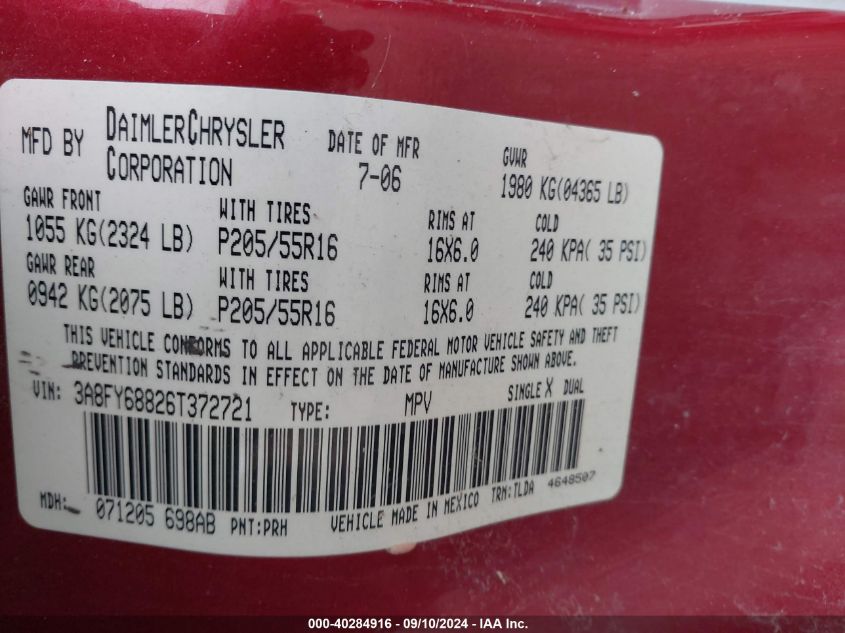 MFD BY DAIMLERCHRYSLER CORPORATION DATE OF MFR 7-06 GVWR 1980 KG(04365 LB)
GAWR FRONT WITH TIRES RIMS AT COLD
1055 KG(2324 LB) P205/55R16 16X6.0 240 KPA( 35 PSI)
GAWR REAR WITH TIRES RIMS AT COLD
0942 KG(2075 LB) P205/55R16 16X6.0 240 KPA( 35 PSI)
THIS VEHICLE CONFORMS TO ALL APPLICABLE FEDERAL MOTOR VEHICLE SAFETY AND THEFT
PREVENTION STANDARDS IN EFFECT ON THE DATE OF MANUFACTURE SHOWN ABOVE.
VIN: 3A8FY68826T372721 TYPE: MPV SINGLE X DUAL
MDH: 071205 698AB PNT:PRH VEHICLE MADE IN MEXICO TRN:TLDA 4648507
000-40284916 - 09/10/2024 - IAA Inc.